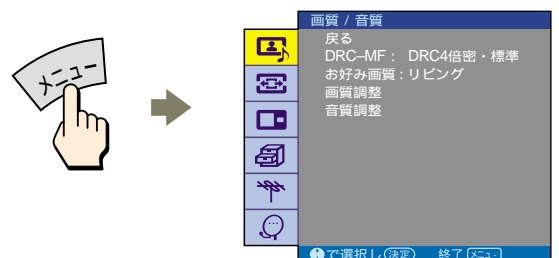 メニュー
画質 / 音質
戻る
DRC–MF： DRC4倍密・標準
お好み画質：リビング
画質調整
音質調整
で選択し 決定 終了 メニュー